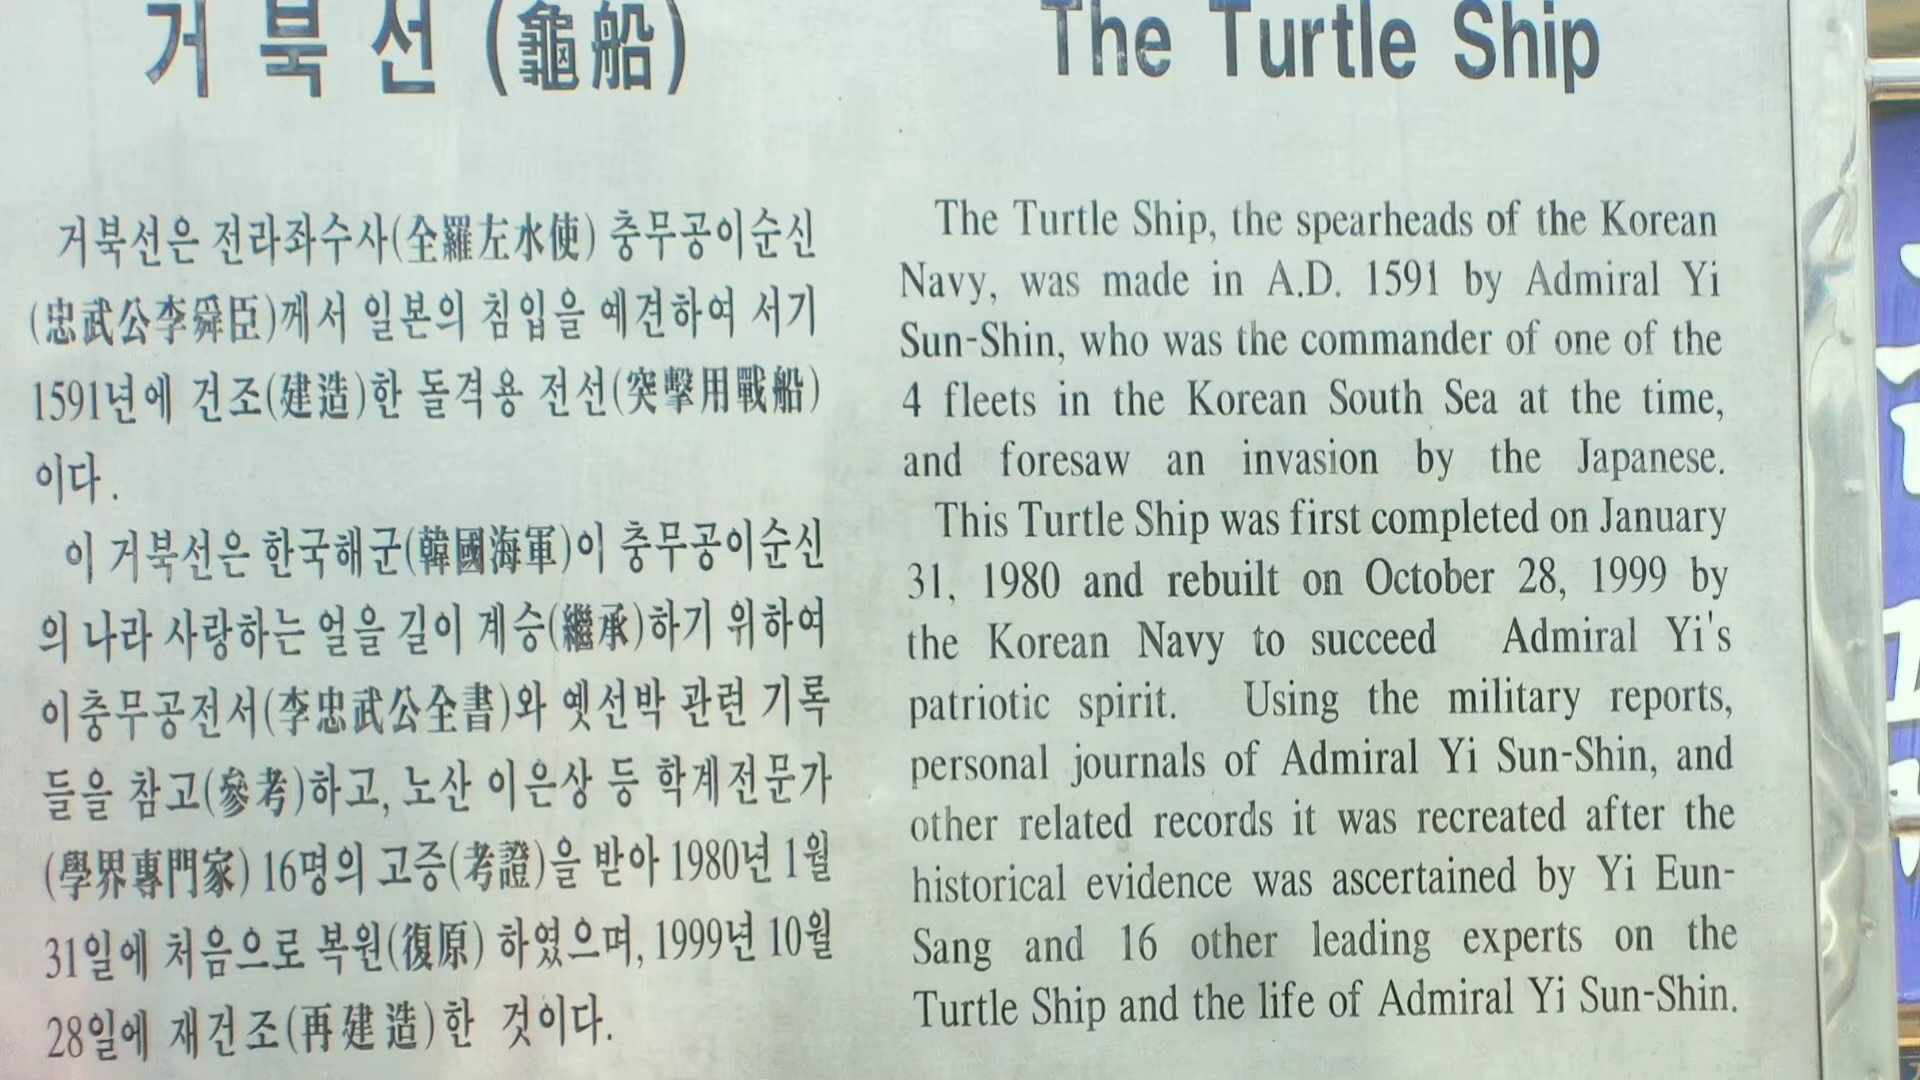 거북선(龜船)
거북선은 전라좌수사(全羅左水使) 충무공이순신
(忠武公李舜臣)께서 일본의 침입을 예견하여 서기
1591년에 건조(建造)한 돌격용 전선(突擊用戰船)
이다.
이 거북선은 한국해군(韓國海軍)이 충무공이순신
의 나라 사랑하는 얼을 길이 계승(繼承)하기 위하여
이충무공전서(李忠武公全書)와 옛선박 관련 기록
들을 참고(參考)하고, 노산 이은상 등 학계전문가
(學界專門家) 16명의 고증(考證)을 받아 1980년 1월
31일에 처음으로 복원(復原) 하였으며, 1999년 10월
28일에 재건조(再建造)한 것이다.
The Turtle Ship
The Turtle Ship, the spearheads of the Korean
Navy, was made in A.D. 1591 by Admiral Yi
Sun-Shin, who was the commander of one of the
4 fleets in the Korean South Sea at the time,
and foresaw an invasion by the Japanese.
This Turtle Ship was first completed on January
31, 1980 and rebuilt on October 28, 1999 by
the Korean Navy to succeed Admiral Yi's
patriotic spirit. Using the military reports,
personal journals of Admiral Yi Sun-Shin, and
other related records it was recreated after the
historical evidence was ascertained by Yi Eun-
Sang and 16 other leading experts on the
Turtle Ship and the life of Admiral Yi Sun-Shin.